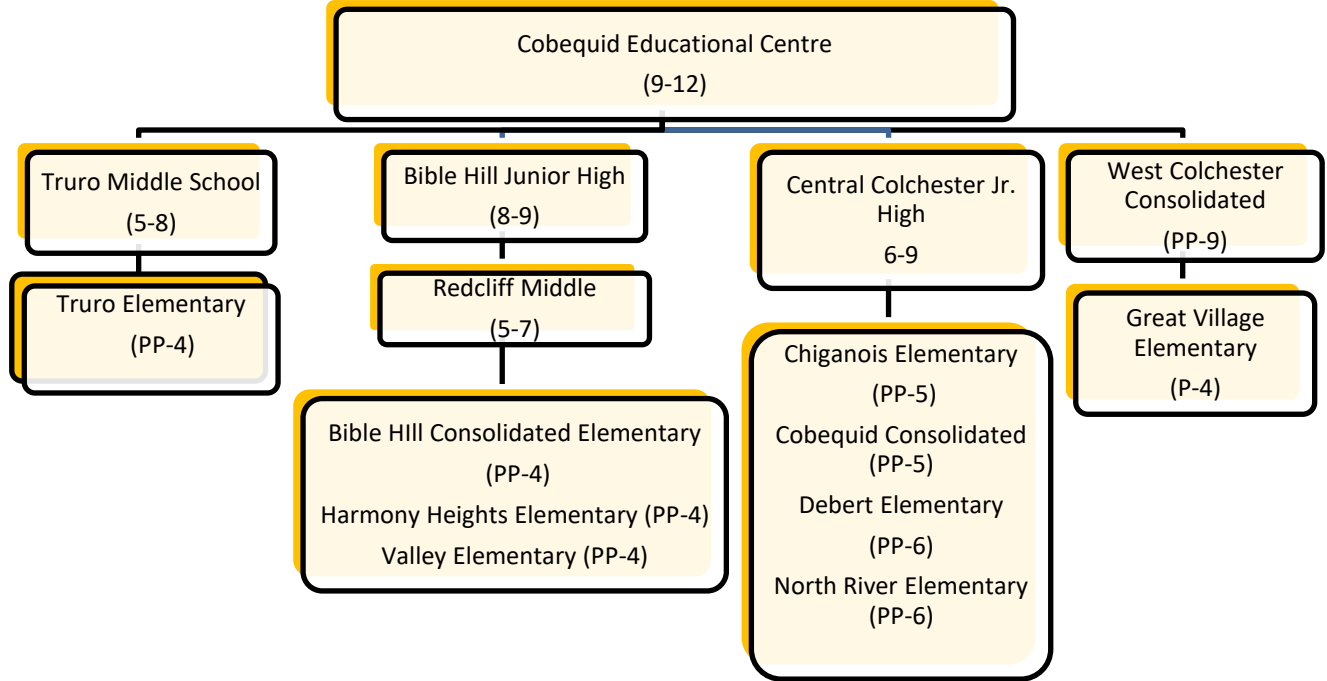 Cobequid Educational Centre
(9-12)
Truro Middle School
(5-8)
Truro Elementary
(PP-4)
Bible Hill Junior High
(8-9)
Redcliff Middle
(5-7)
Bible HIll Consolidated Elementary
(PP-4)
Harmony Heights Elementary (PP-4)
Valley Elementary (PP-4)
Central Colchester Jr.
High
6-9
Chiganois Elementary
(PP-5)
Cobequid Consolidated
(PP-5)
Debert Elementary
(PP-6)
North River Elementary
(PP-6)
West Colchester
Consolidated
(PP-9)
Great Village
Elementary
(P-4)